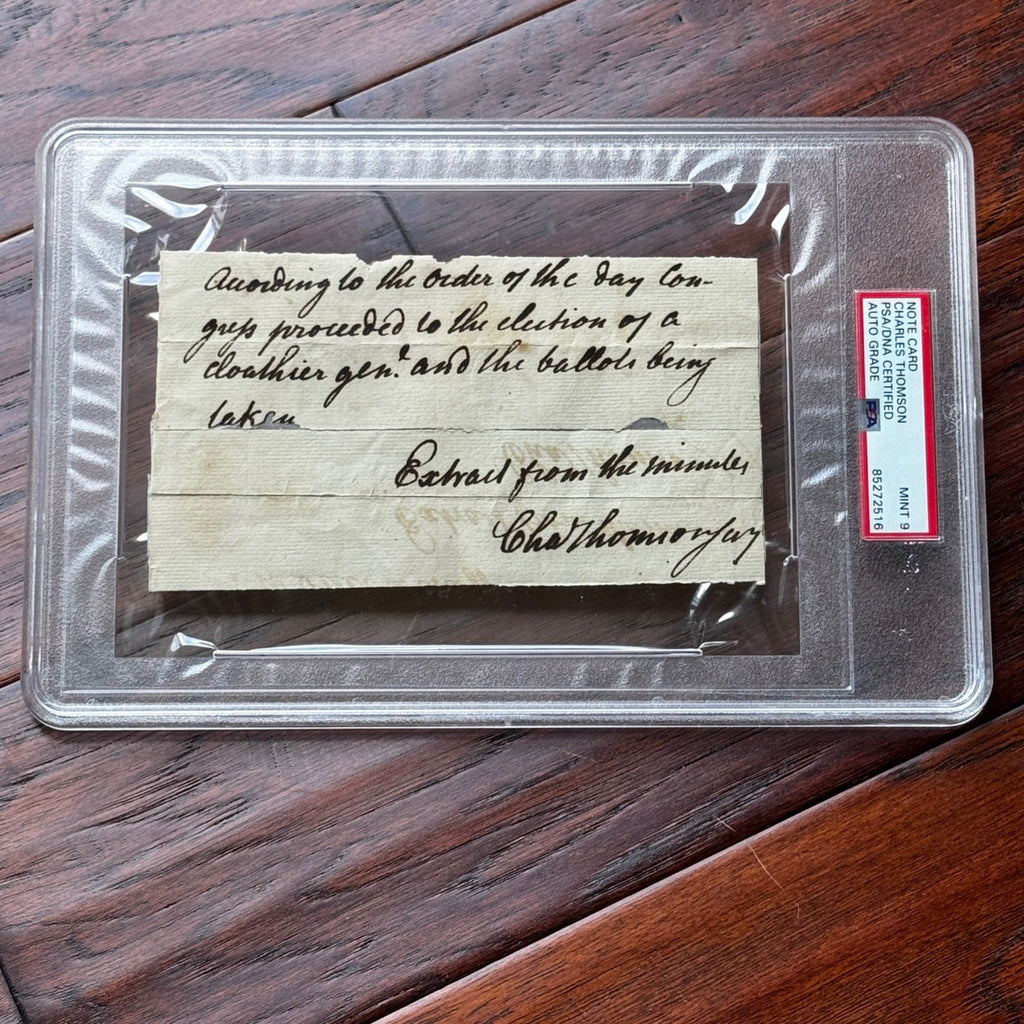 According to the order of the day Con-
gress proceeded to the election of a
cloathier genl. and the ballots being
taken
Extract from the minutes
Cha Thomson Secy
NOTE CARD
CHARLES THOMSON
PSA/DNA CERTIFIED
AUTO GRADE MINT 9
85272516
PSA